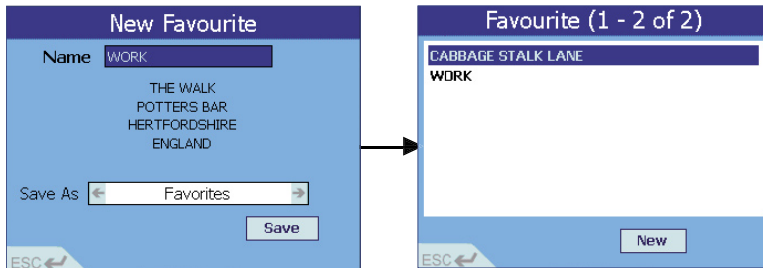 New Favourite
Name WORK
THE WALK
POTTERS BAR
HERTFORDSHIRE
ENGLAND
Save As Favorites
Save
ESC
Favourite (1 - 2 of 2)
CABBAGE STALK LANE
WORK
New
ESC